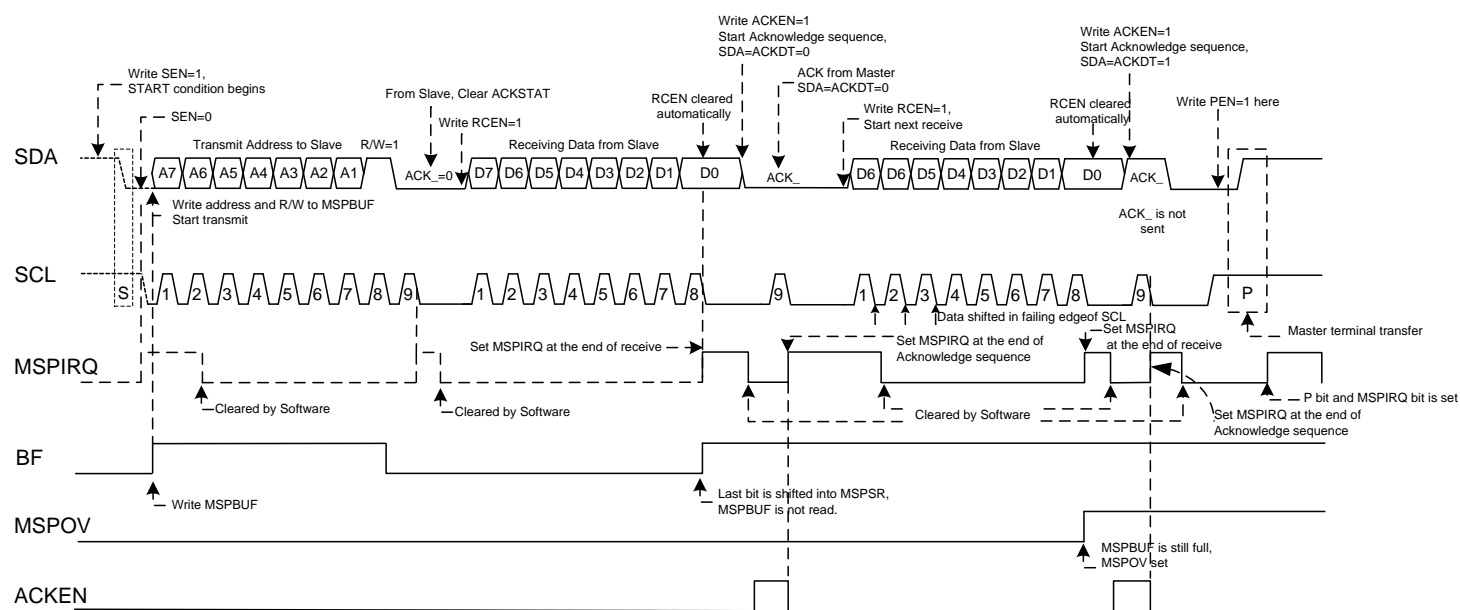 Write ACKEN=1
Start Acknowledge sequence,
SDA=ACKDT=0
Write ACKEN=1
Start Acknowledge sequence,
SDA=ACKDT=1
Write SEN=1,
START condition begins
ACK from Master
SDA=ACKDT=0
From Slave, Clear ACKSTAT
RCEN cleared
automatically
Write RCEN=1,
Start next receive
RCEN cleared
automatically
Write PEN=1 here
SEN=0
Write RCEN=1
Transmit Address to Slave
R/W=1
Receiving Data from Slave
Receiving Data from Slave
SDA
A7 A6 A5 A4 A3 A2 A1
ACK_=0
D7 D6 D5 D4 D3 D2 D1 D0
ACK_
D6 D6 D5 D4 D3 D2 D1 D0
ACK_
Write address and R/W to MSPBUF
Start transmit
ACK_ is not
sent
SCL
S
1 2 3 4 5 6 7 8 9
1 2 3 4 5 6 7 8
9
1 2 3 4 5 6 7 8
9
P
Data shifted in failing edgeof SCL
Master terminal transfer
MSPIRQ
Set MSPIRQ at the end of receive
Set MSPIRQ at the end of
Acknowledge sequence
Set MSPIRQ
at the end of receive
Cleared by Software
Cleared by Software
Cleared by Software
P bit and MSPIRQ bit is set
Set MSPIRQ at the end of
Acknowledge sequence
BF
Write MSPBUF
Last bit is shifted into MSPSR,
MSPBUF is not read.
MSPOV
MSPBUF is still full,
MSPOV set
ACKEN